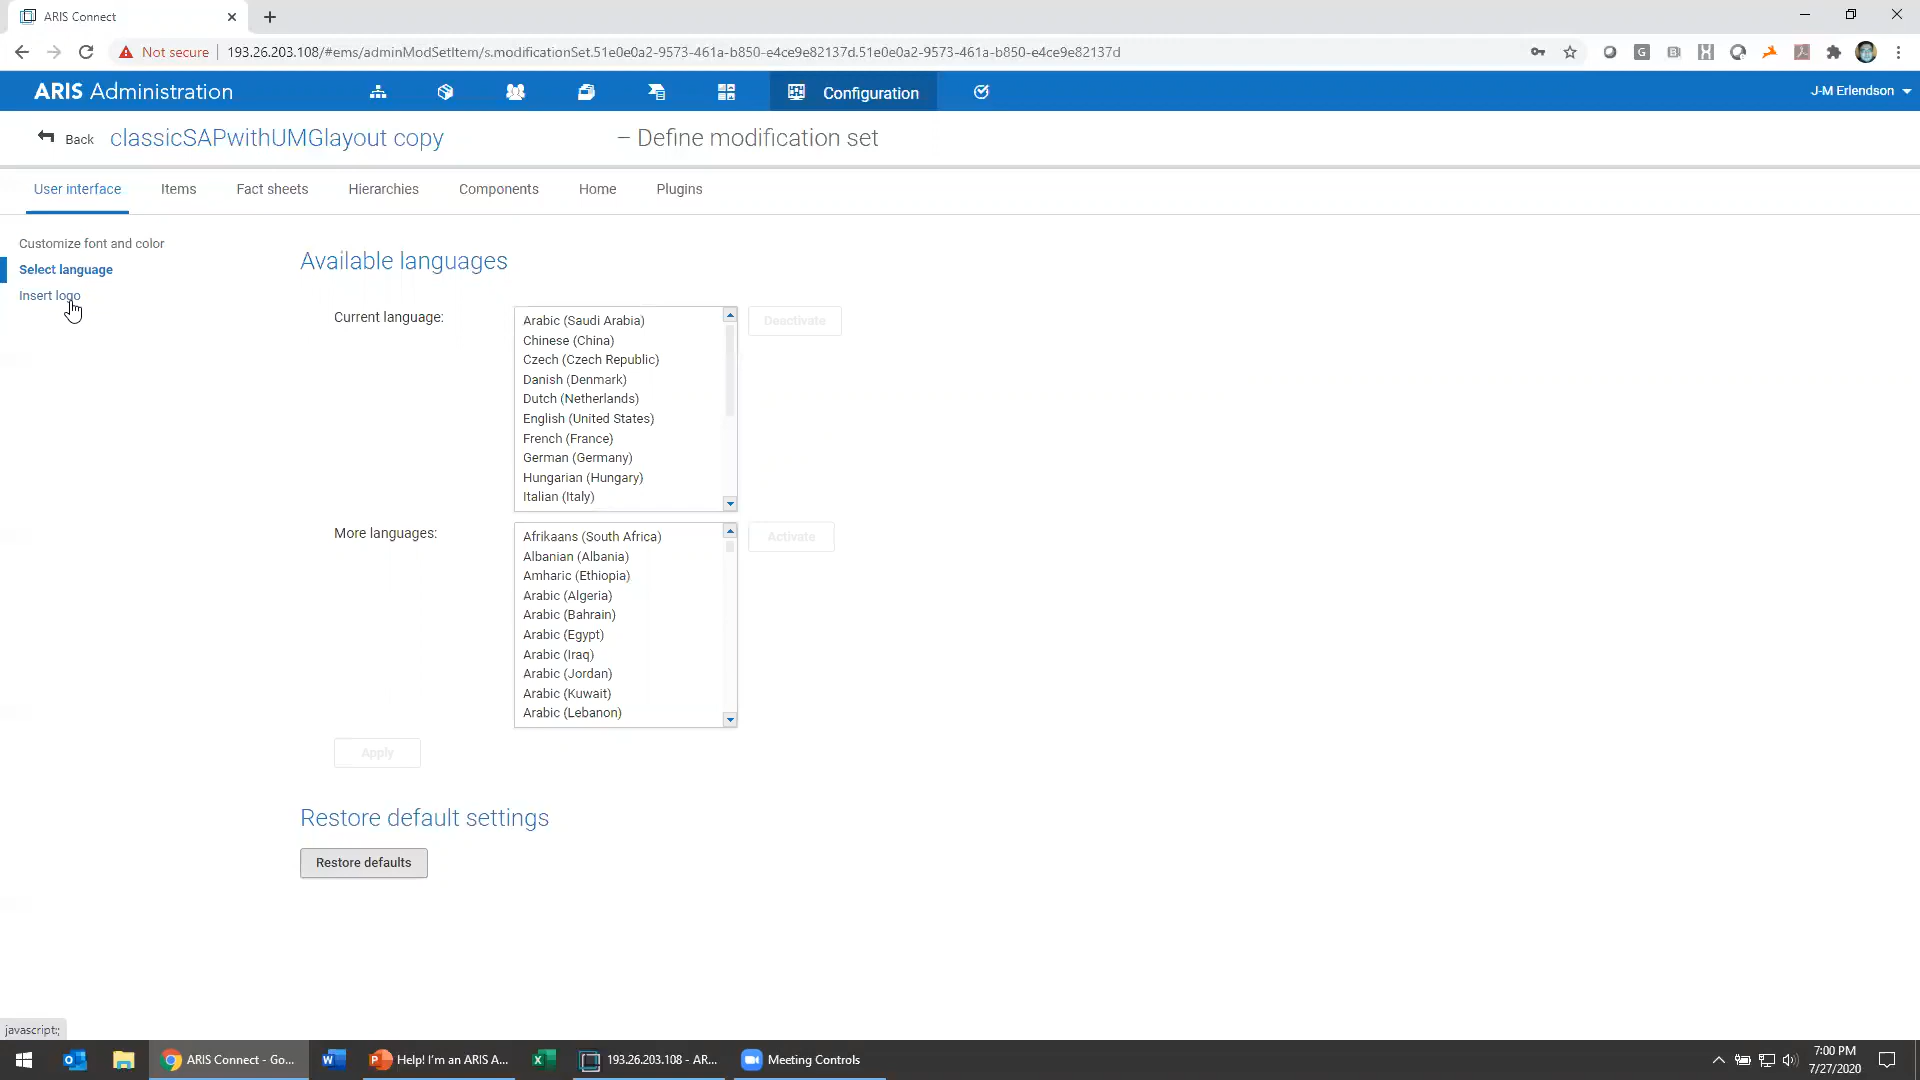 ARIS Connect
Not secure
193.26.203.108/#ems/adminModSetItem/s.modificationSet.51e0e0a2-9573-461a-b850-e4ce9e82137d.51e0e0a2-9573-461a-b850-e4ce9e82137d
ARIS Administration
Configuration
J-M Erlendson
Back
classicSAPwithUMGlayout copy
– Define modification set
User interface
Items
Fact sheets
Hierarchies
Components
Home
Plugins
Customize font and color
Select language
Insert logo
Available languages
Current language:
Arabic (Saudi Arabia)
Chinese (China)
Czech (Czech Republic)
Danish (Denmark)
Dutch (Netherlands)
English (United States)
French (France)
German (Germany)
Hungarian (Hungary)
Italian (Italy)
Deactivate
More languages:
Afrikaans (South Africa)
Albanian (Albania)
Amharic (Ethiopia)
Arabic (Algeria)
Arabic (Bahrain)
Arabic (Egypt)
Arabic (Iraq)
Arabic (Jordan)
Arabic (Kuwait)
Arabic (Lebanon)
Activate
Apply
Restore default settings
Restore defaults
javascript:;
ARIS Connect - Go...
Help! I'm an ARIS A...
193.26.203.108 - AR...
Meeting Controls
7:00 PM
7/27/2020